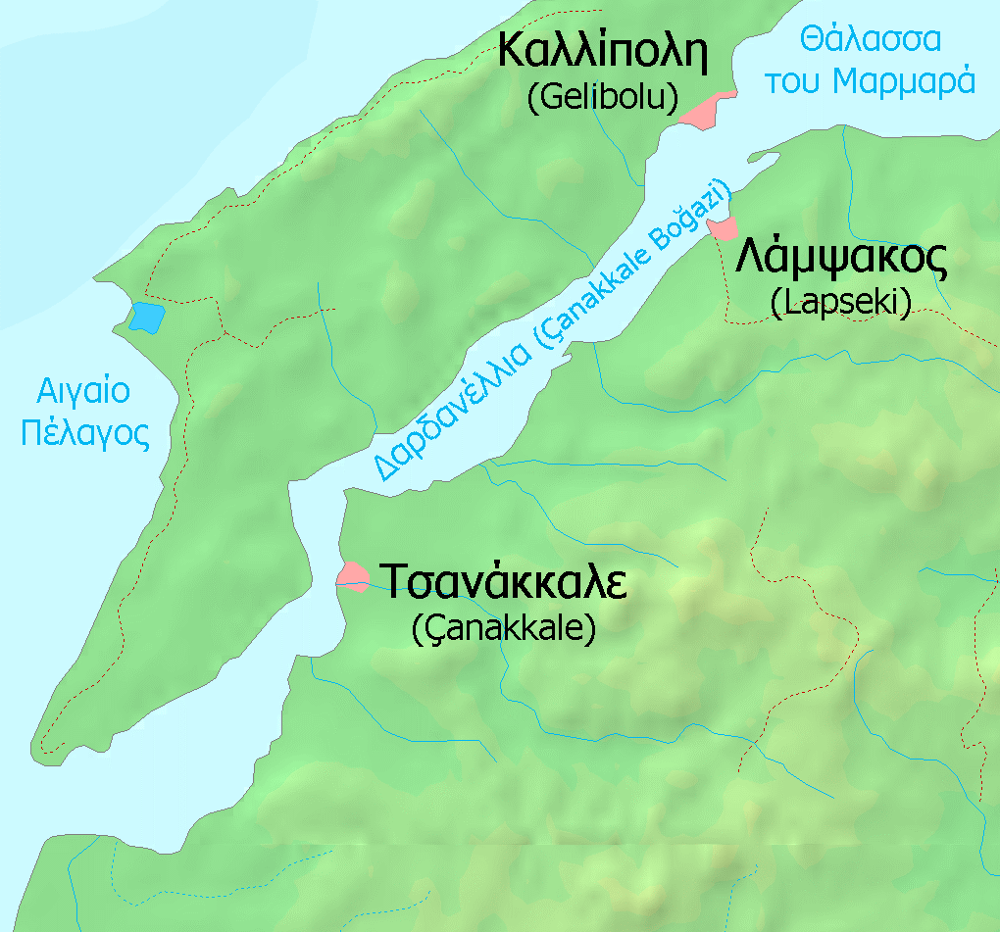 Καλλίπολη
(Gelibolu)
Θάλασσα
του Μαρμαρά
Λάμψακος
(Lapseki)
Δαρδανέλλια (Çanakkale Boğazi)
Αιγαίο
Πέλαγος
Τσανάκκαλε
(Çanakkale)